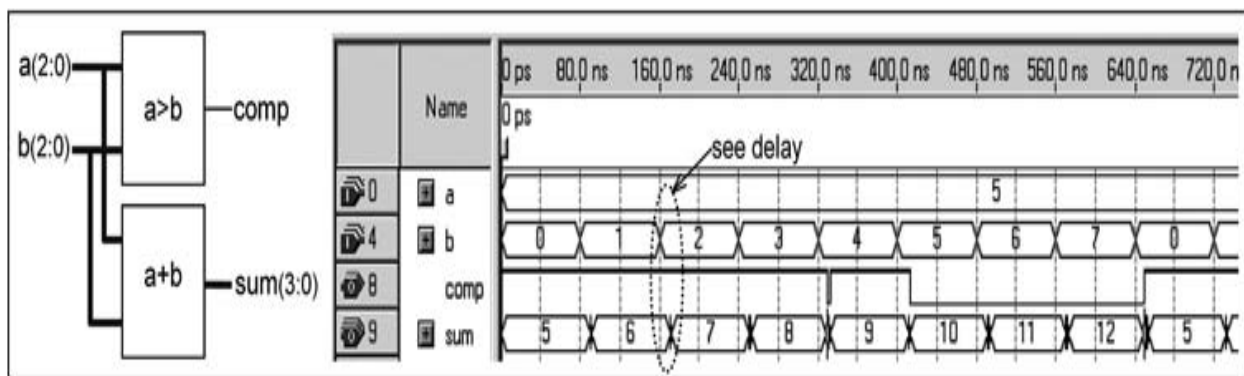 a(2:0)
b(2:0)
a>b
comp
a+b
sum(3:0)
Name
0 ps 80.0 ns 160.0 ns 240.0 ns 320.0 ns 400.0 ns 480.0 ns 560.0 ns 640.0 ns 720.0 n
0 ps
see delay
0 a 5
4 b 0 1 2 3 4 5 6 7 0
8 comp
9 sum 5 6 7 8 9 10 11 12 5